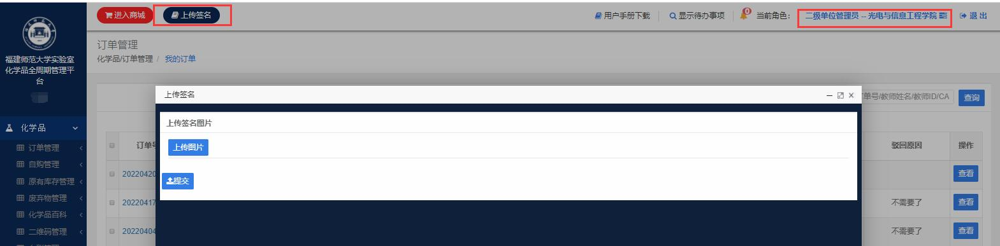 进入商城
上传签名
用户手册下载
显示待办事项
0
当前角色：
二级单位管理员 -- 光电与信息工程学院
退 出
福建师范大学实验室
化学品全周期管理平
台
化学品
订单管理
自购管理
原有库存管理
废弃物管理
化学品百科
二维码管理
订单管理
化学品/订单管理 / 我的订单
上传签名
上传签名图片
上传图片
提交
单号/教师姓名/教师ID/CA
查询
订单号
驳回原因
操作
20220420
查看
20220417
不需要了
查看
20220404
不需要了
查看